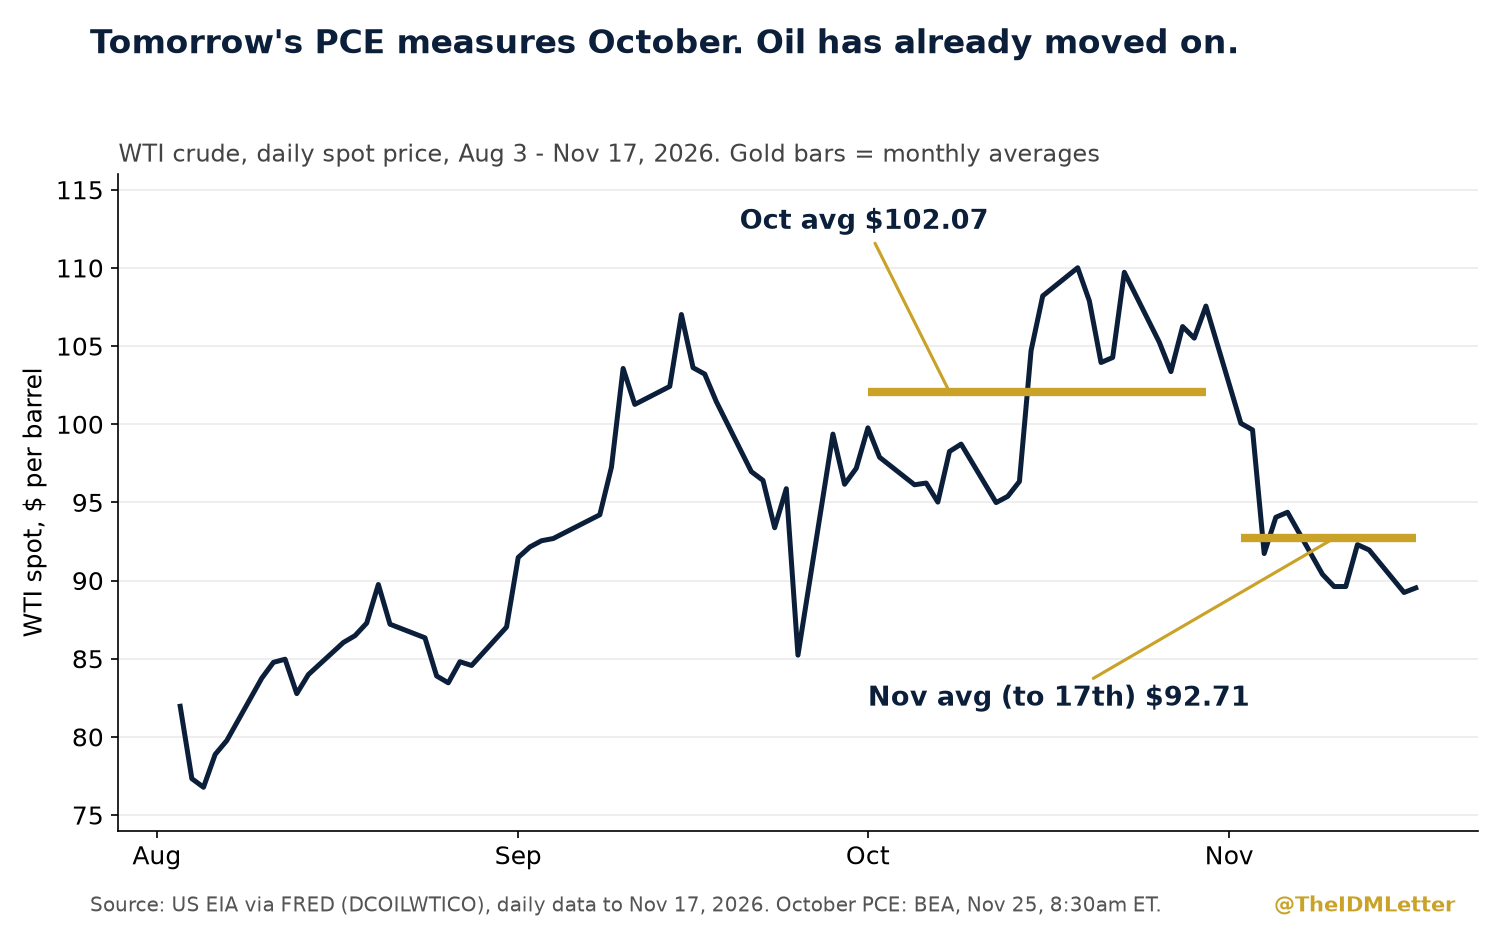 Tomorrow's PCE measures October. Oil has already moved on.
WTI crude, daily spot price, Aug 3 - Nov 17, 2026. Gold bars = monthly averages
WTI spot, $ per barrel
115
110
105
100
95
90
85
80
75
Oct avg $102.07
Nov avg (to 17th) $92.71
Aug
Sep
Oct
Nov
Source: US EIA via FRED (DCOILWTICO), daily data to Nov 17, 2026. October PCE: BEA, Nov 25, 8:30am ET.
@TheIDMLetter